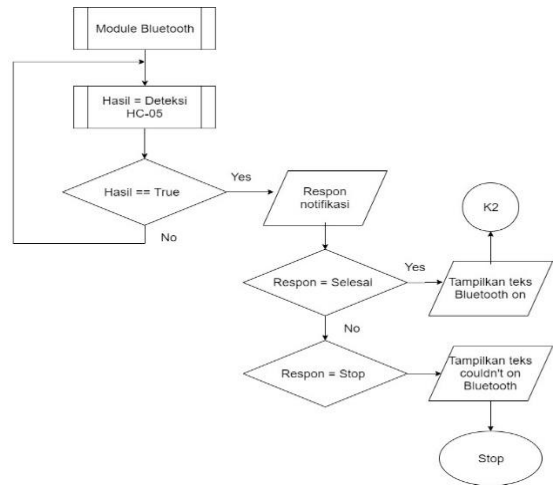 Module Bluetooth
Hasil = Deteksi
HC-05
Hasil == True
Yes
No
Respon
notifikasi
K2
Respon = Selesai
Yes
Tampilkan teks
Bluetooth on
No
Respon = Stop
Tampilkan teks
couldn't on
Bluetooth
Stop